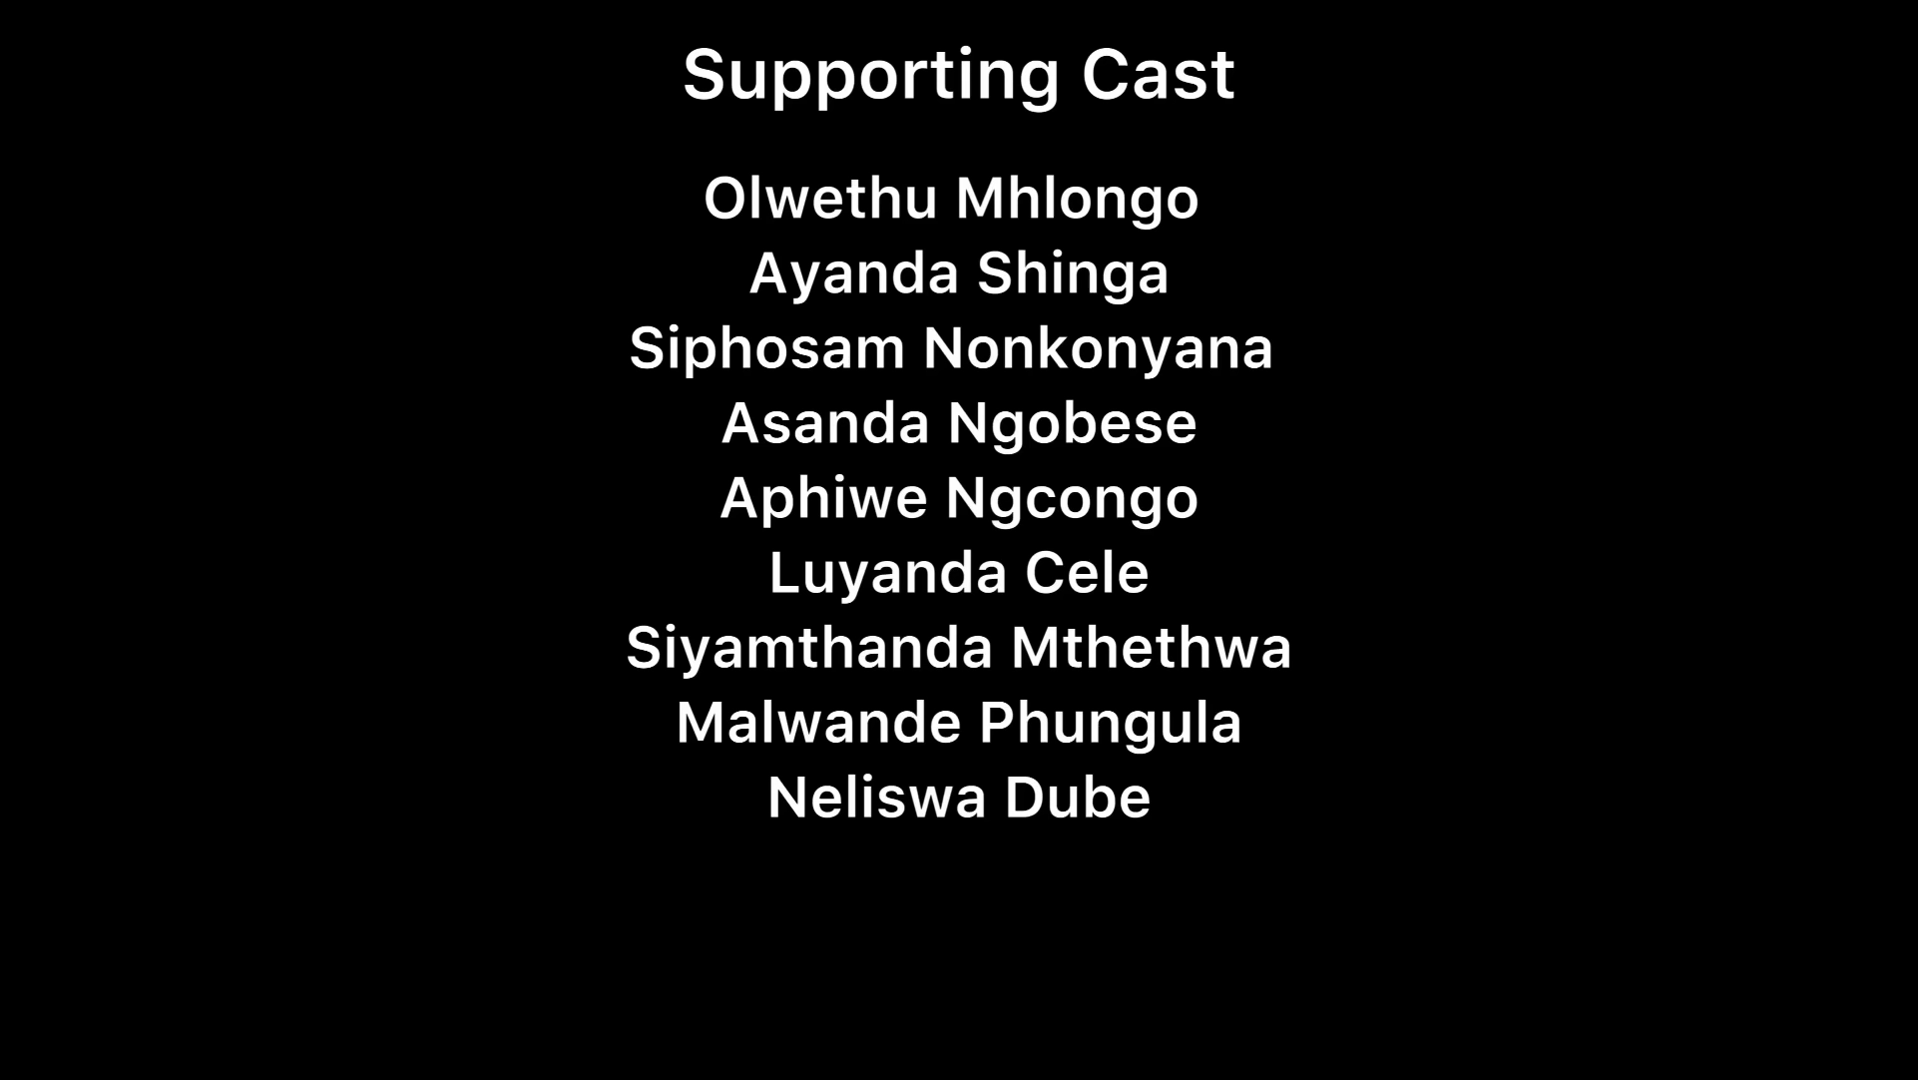 Supporting Cast
Olwethu Mhlongo
Ayanda Shinga
Siphosam Nonkonyana
Asanda Ngobese
Aphiwe Ngcongo
Luyanda Cele
Siyamthanda Mthethwa
Malwande Phungula
Neliswa Dube